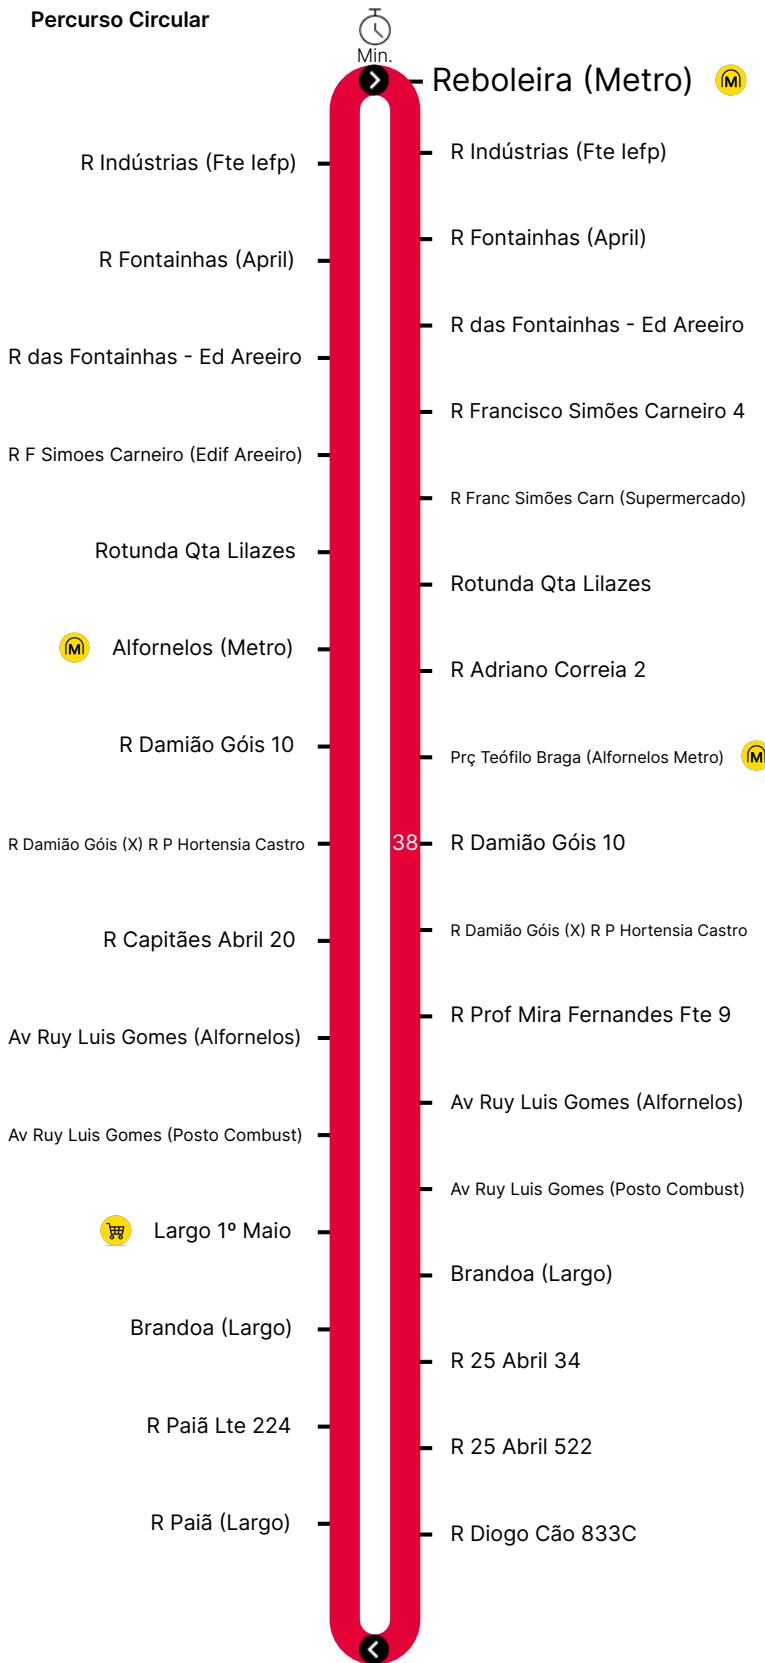 Percurso Circular
Min.
Reboleira (Metro)
R Indústrias (Fte Iefp)
R Fontainhas (April)
R das Fontainhas - Ed Areeiro
R Francisco Simões Carneiro 4
R Franc Simões Carn (Supermercado)
Rotunda Qta Lilazes
R Adriano Correia 2
Prç Teófilo Braga (Alfornelos Metro)
38
R Damião Góis 10
R Damião Góis (X) R P Hortensia Castro
R Prof Mira Fernandes Fte 9
Av Ruy Luis Gomes (Alfornelos)
Av Ruy Luis Gomes (Posto Combust)
Brandoa (Largo)
R 25 Abril 34
R 25 Abril 522
R Diogo Cão 833C
R Indústrias (Fte Iefp)
R Fontainhas (April)
R das Fontainhas - Ed Areeiro
R F Simoes Carneiro (Edif Areeiro)
Rotunda Qta Lilazes
Alfornelos (Metro)
R Damião Góis 10
R Damião Góis (X) R P Hortensia Castro
R Capitães Abril 20
Av Ruy Luis Gomes (Alfornelos)
Av Ruy Luis Gomes (Posto Combust)
Largo 1º Maio
Brandoa (Largo)
R Paiã Lte 224
R Paiã (Largo)